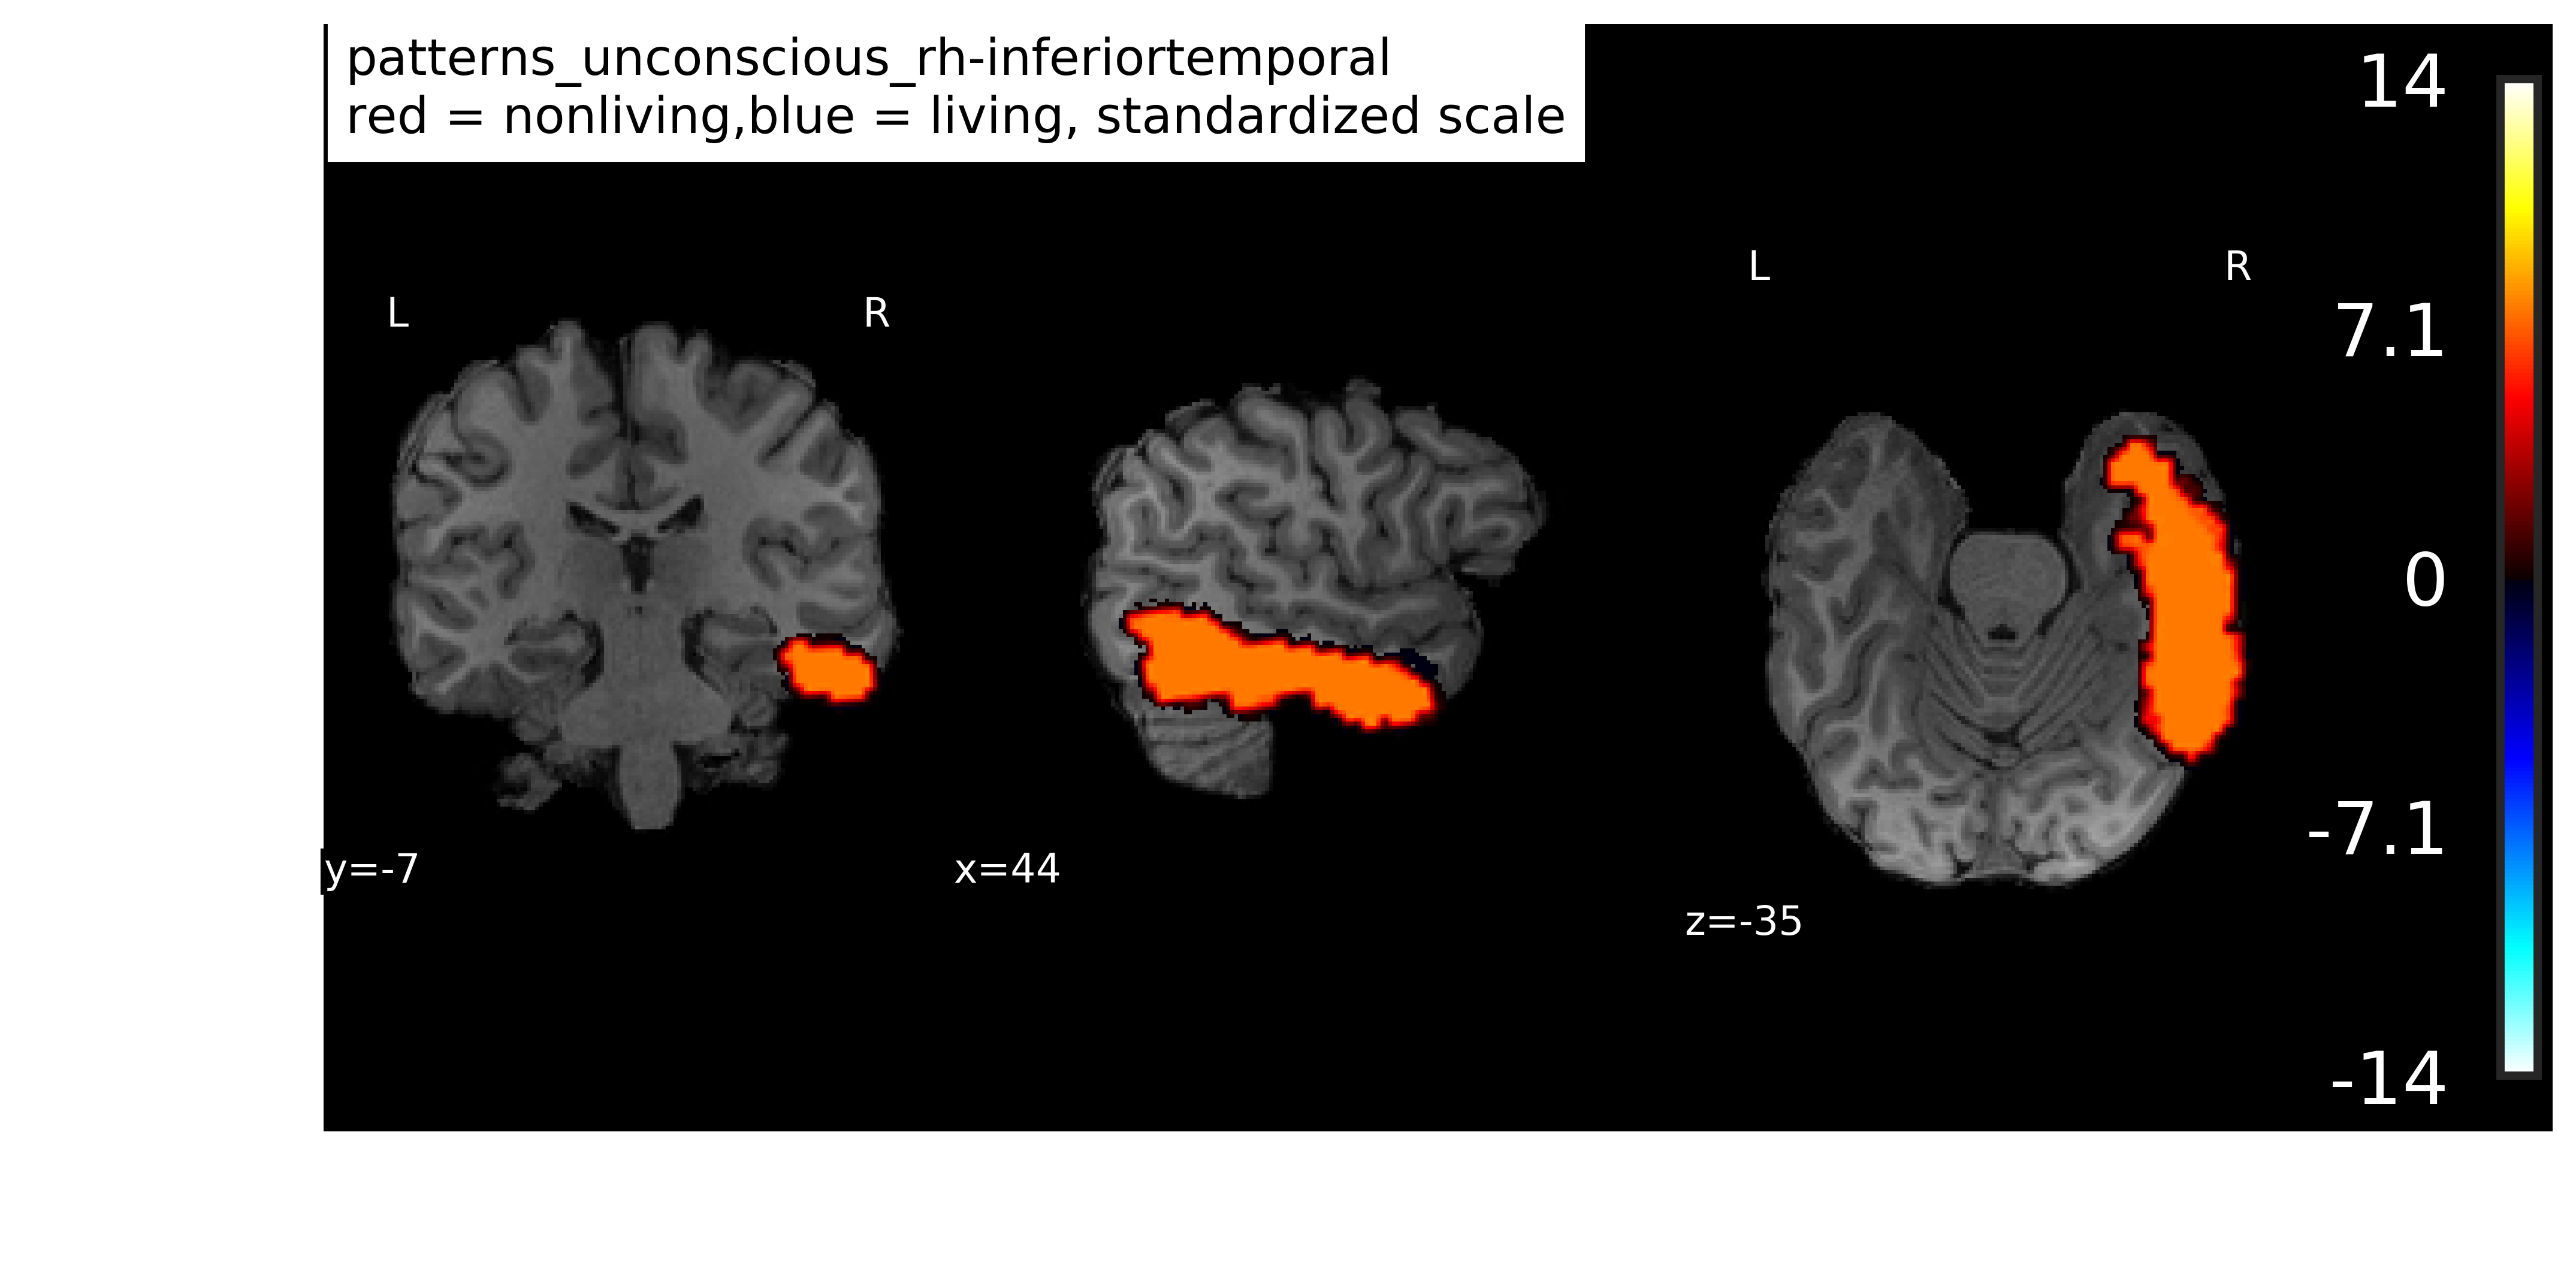 patterns_unconscious_rh-inferiortemporal
red = nonliving,blue = living, standardized scale
14
L R
L R
7.1
0
-7.1
y=-7
x=44
z=-35
-14